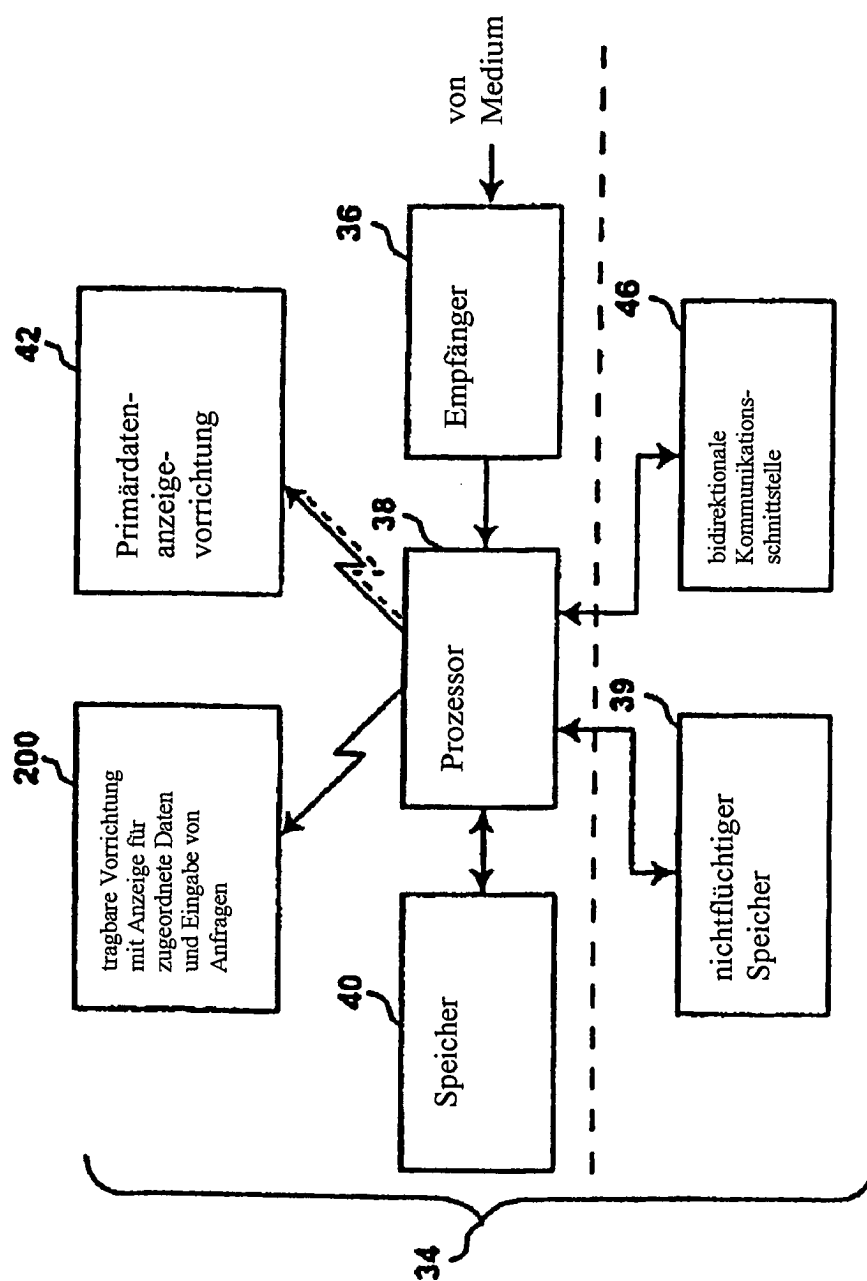 200
tragbare Vorrichtung
mit Anzeige für
zugeordnete Daten
und Eingabe von
Anfragen
42
Primärdaten-
anzeige-
vorrichtung
40
Speicher
38
Prozessor
36
Empfänger
von
Medium
39
nichtflüchtiger
Speicher
46
bidirektionale
Kommunikations-
schnittstelle
34